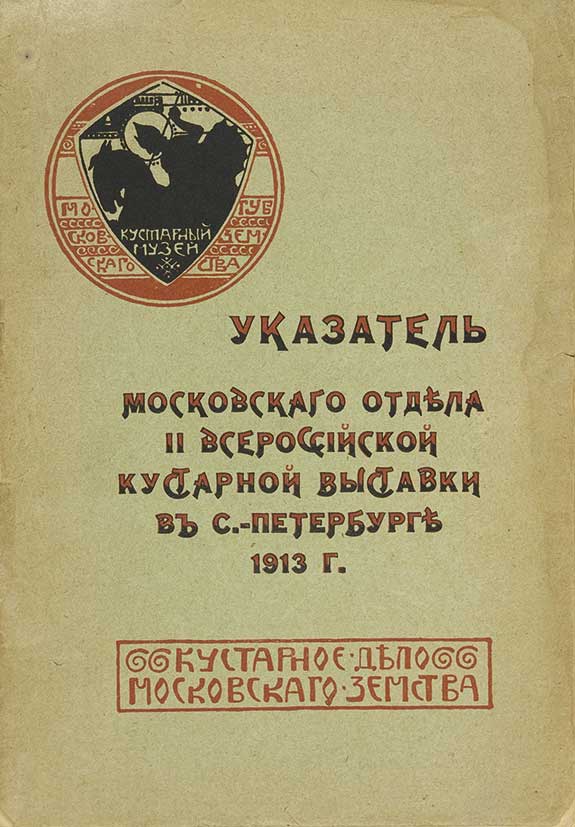 МО- ГУБ
СКОВ- ЗЕМ-
СКАГО СТВА
КУСТАРНЫЙ
МУЗЕЙ
УКАЗАТЕЛЬ
МОСКОВСКАГО ОТДѢЛА
II ВСЕРОССІЙСКОЙ
КУСТАРНОЙ ВЫСТАВКИ
ВЪ С.-ПЕТЕРБУРГѢ
1913 Г.
КУСТАРНОЕ·ДѢЛО
МОСКОВСКАГО·ЗЕМСТВА